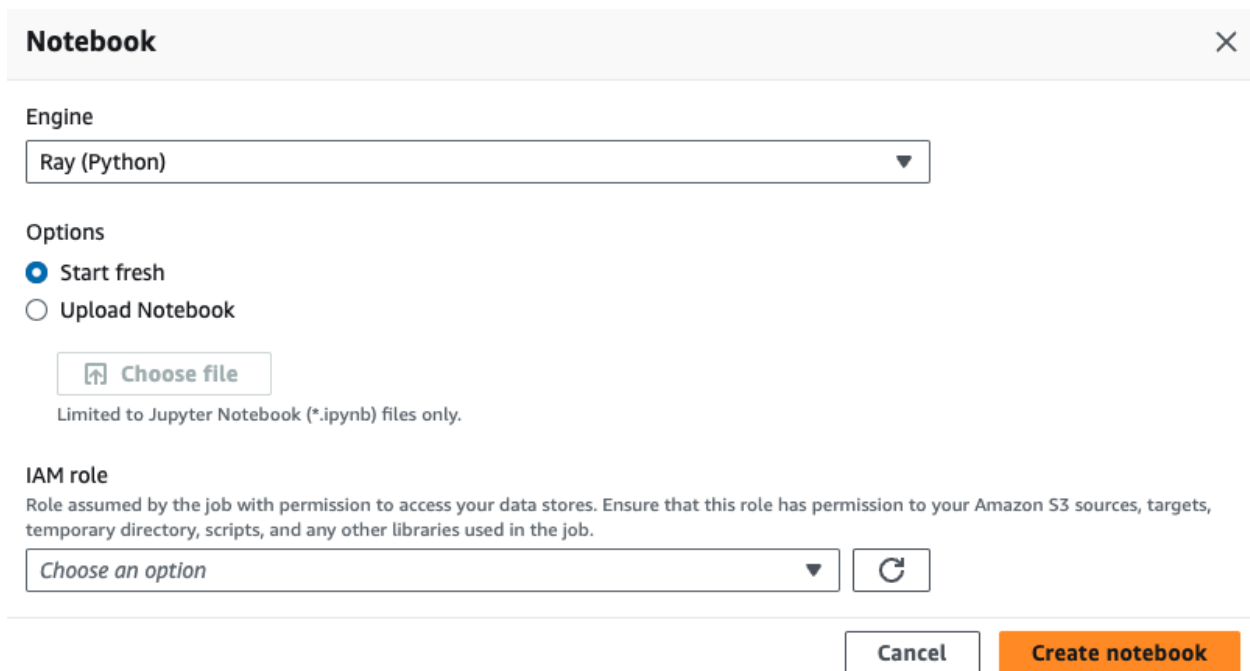 Notebook
Engine
Ray (Python)
Options
Start fresh
Upload Notebook
Choose file
Limited to Jupyter Notebook (*.ipynb) files only.
IAM role
Role assumed by the job with permission to access your data stores. Ensure that this role has permission to your Amazon S3 sources, targets,
temporary directory, scripts, and any other libraries used in the job.
Choose an option
Cancel
Create notebook